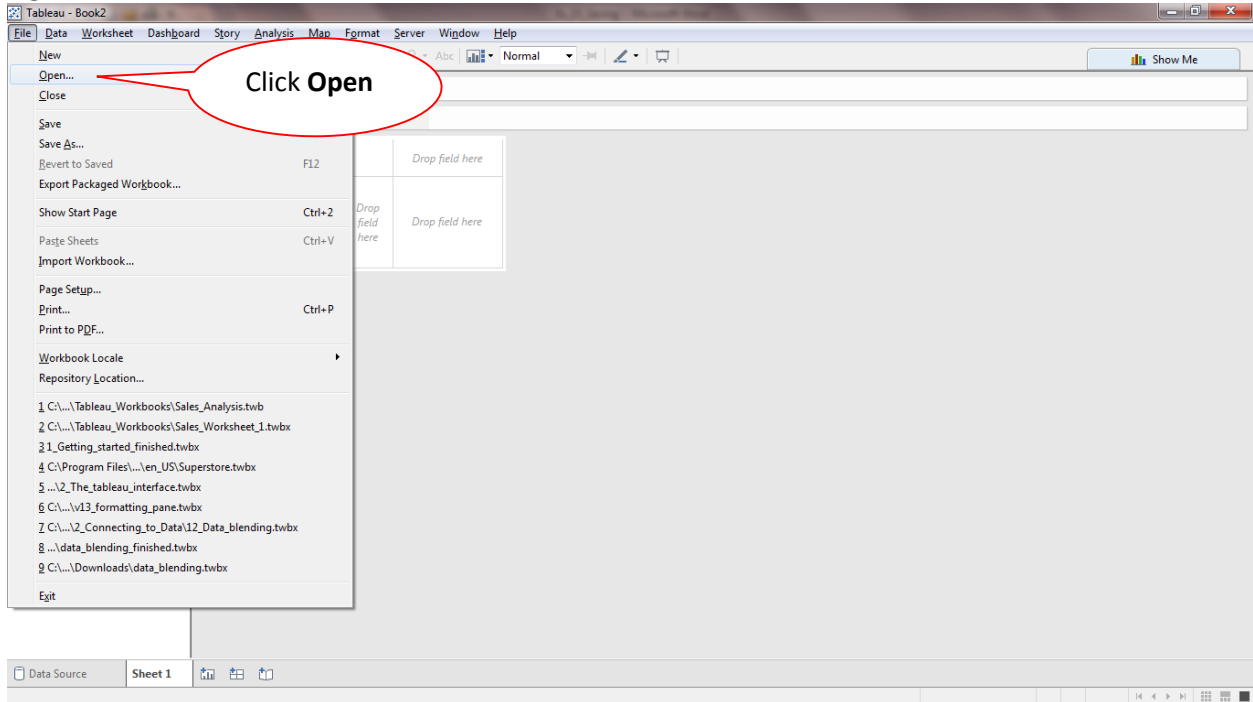 Tableau - Book2
File Data Worksheet Dashboard Story Analysis Map Format Server Window Help
Abc Normal
Show Me
New
Open...
Close
Save
Save As...
Revert to Saved F12
Export Packaged Workbook...
Show Start Page Ctrl+2
Paste Sheets Ctrl+V
Import Workbook...
Page Setup...
Print... Ctrl+P
Print to PDF...
Workbook Locale
Repository Location...
1 C:\...\Tableau_Workbooks\Sales_Analysis.twb
2 C:\...\Tableau_Workbooks\Sales_Worksheet_1.twbx
3 1_Getting_started_finished.twbx
4 C:\Program Files\...\en_US\Superstore.twbx
5 ...\2_The_tableau_interface.twbx
6 C:\...\v13_formatting_pane.twbx
7 C:\...\2_Connecting_to_Data\12_Data_blending.twbx
8 ...\data_blending_finished.twbx
9 C:\...\Downloads\data_blending.twbx
Exit
Click Open
Drop field here
Drop
field
here
Drop field here
Data Source Sheet 1